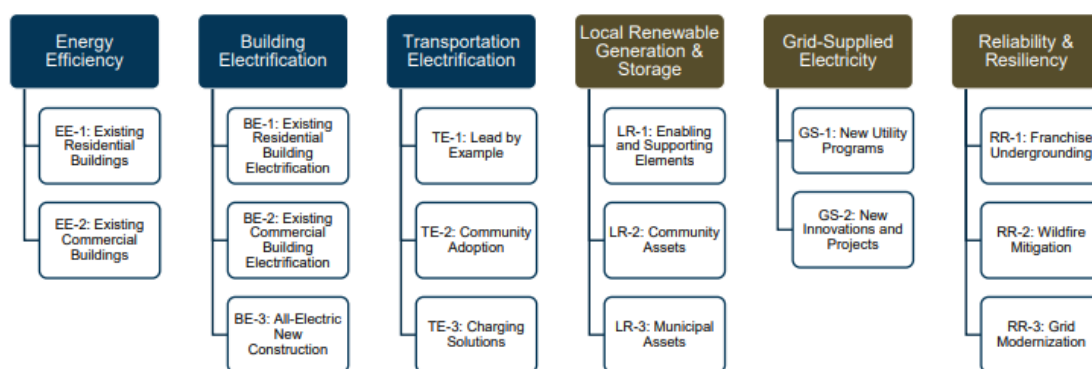 Energy
Efficiency
EE-1: Existing
Residential
Buildings
EE-2: Existing
Commercial
Buildings
Building
Electrification
BE-1: Existing
Residential
Building
Electrification
BE-2: Existing
Commercial
Building
Electrification
BE-3: All-Electric
New
Construction
Transportation
Electrification
TE-1: Lead by
Example
TE-2: Community
Adoption
TE-3: Charging
Solutions
Local Renewable
Generation &
Storage
LR-1: Enabling
and Supporting
Elements
LR-2: Community
Assets
LR-3: Municipal
Assets
Grid-Supplied
Electricity
GS-1: New Utility
Programs
GS-2: New
Innovations and
Projects
Reliability &
Resiliency
RR-1: Franchise
Undergrounding
RR-2: Wildfire
Mitigation
RR-3: Grid
Modernization